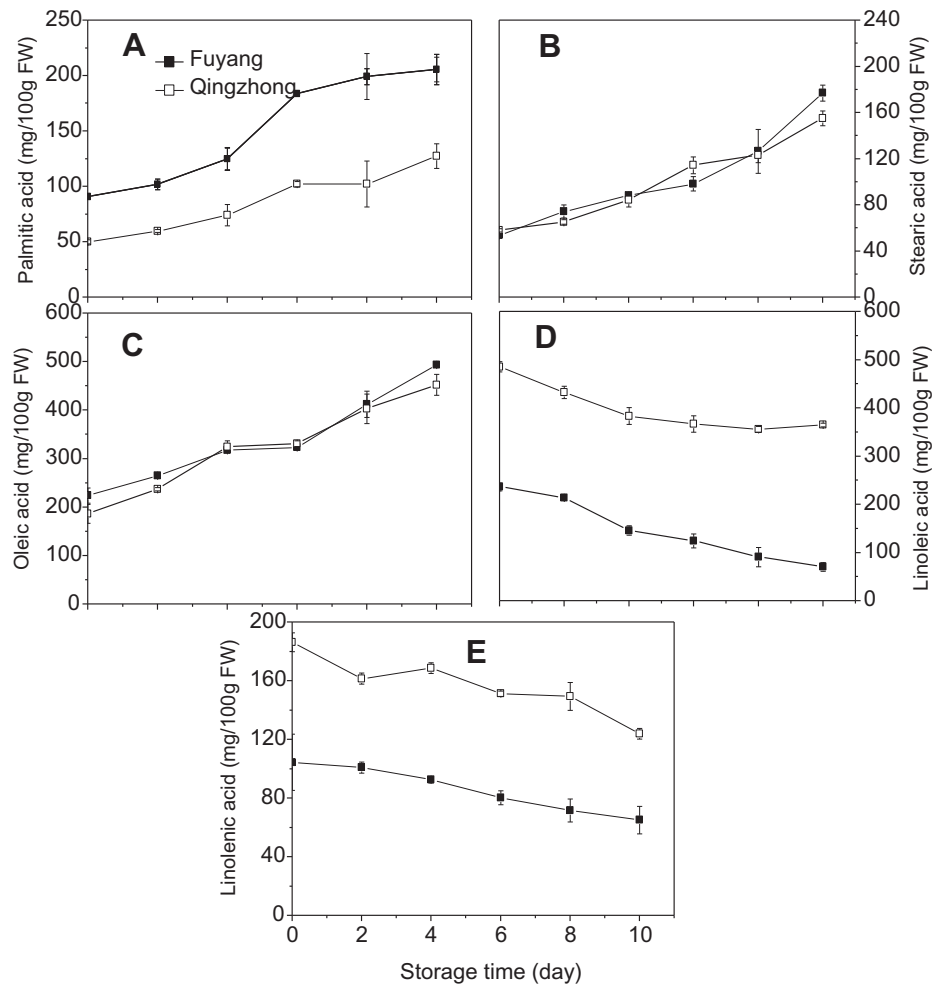 A
Fuyang
Qingzhong
Palmitic acid (mg/100g FW)
250
200
150
100
50
0
B
Stearic acid (mg/100g FW)
240
200
160
120
80
40
0
C
Oleic acid (mg/100g FW)
600
500
400
300
200
100
0
D
Linoleic acid (mg/100g FW)
600
500
400
300
200
100
0
E
Linolenic acid (mg/100g FW)
200
160
120
80
40
0
0 2 4 6 8 10
Storage time (day)